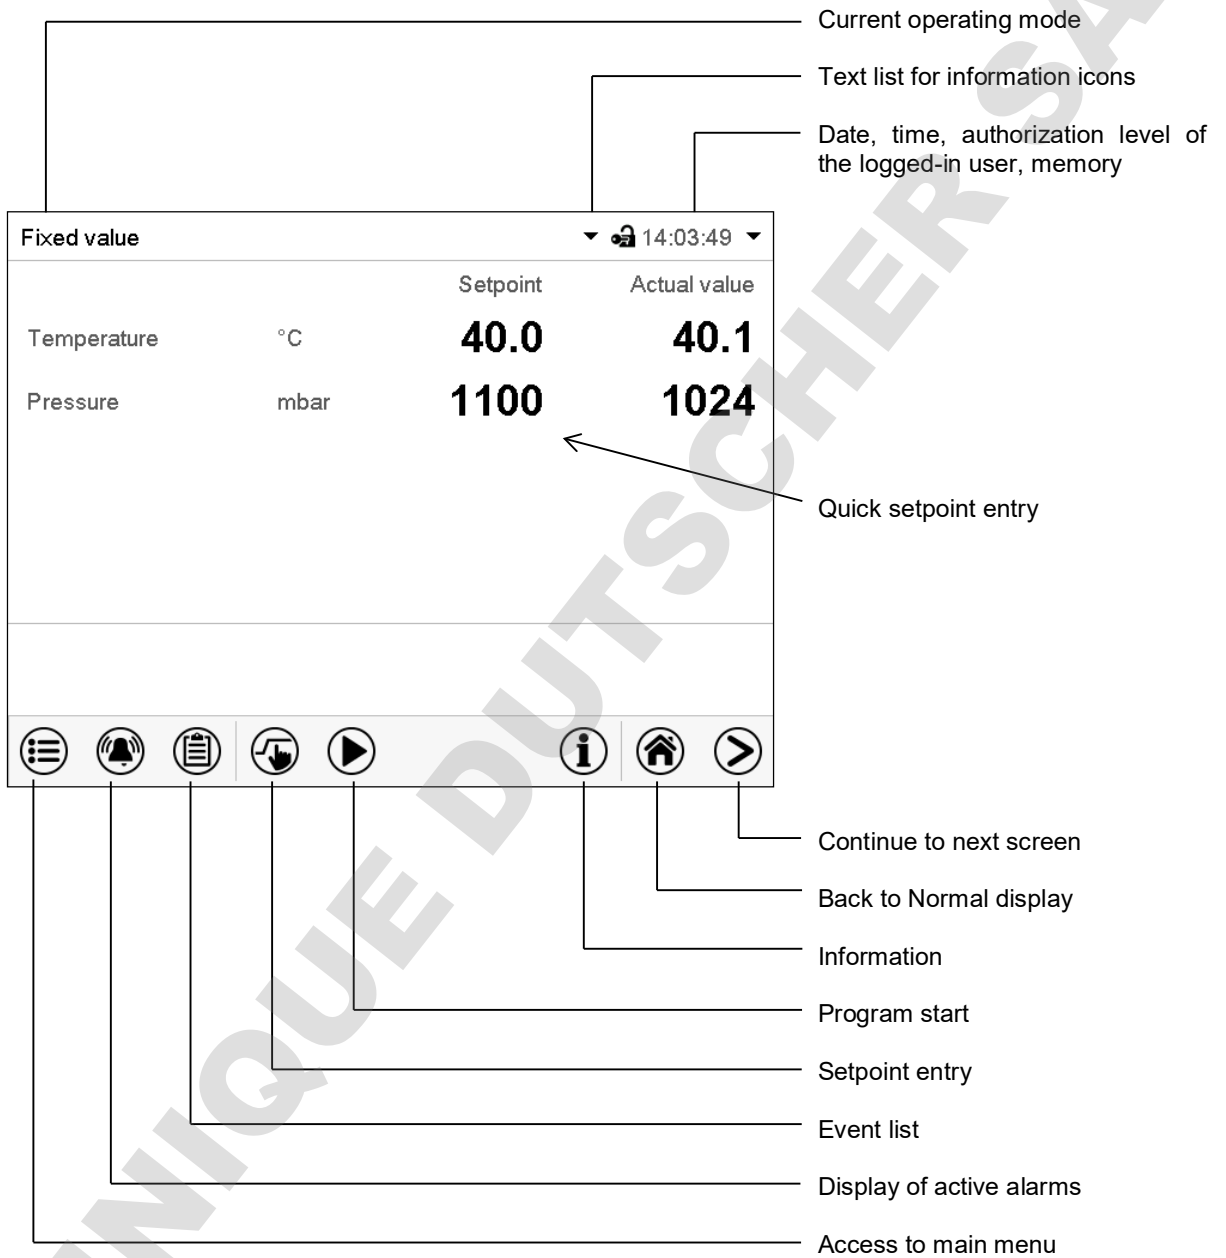 Current operating mode
Text list for information icons
Date, time, authorization level of
the logged-in user, memory
Fixed value 14:03:49
Setpoint Actual value
Temperature °C 40.0 40.1
Pressure mbar 1100 1024
Quick setpoint entry
Continue to next screen
Back to Normal display
Information
Program start
Setpoint entry
Event list
Display of active alarms
Access to main menu
NIQUE DUTSCHER SA